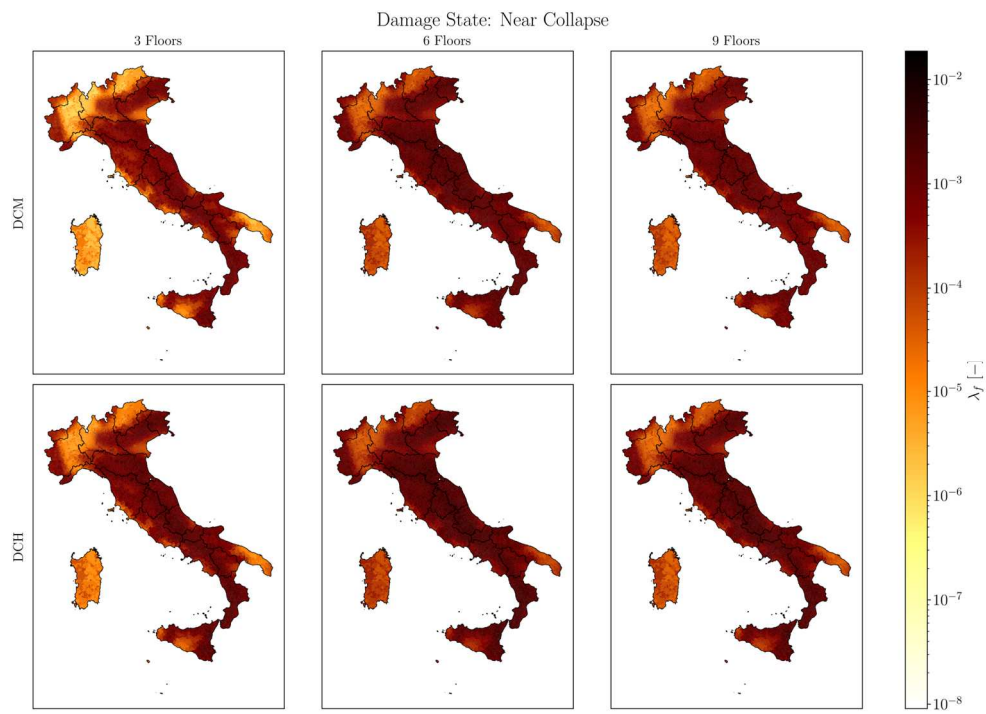 Damage State: Near Collapse
3 Floors
6 Floors
9 Floors
DCM
DCH
10⁻²
10⁻³
10⁻⁴
10⁻⁵
10⁻⁶
10⁻⁷
10⁻⁸
λ_f [−]